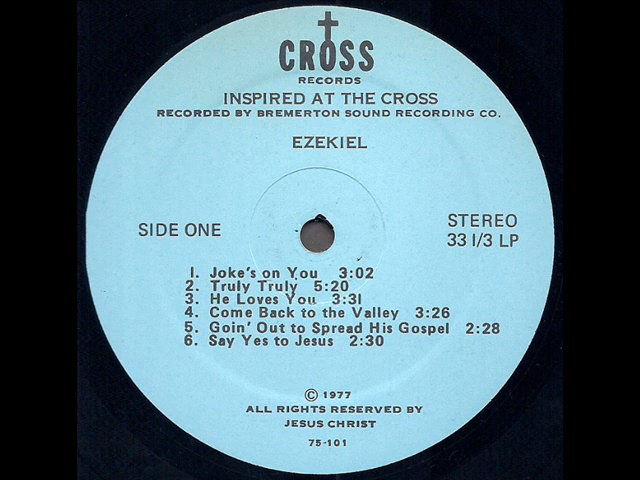 CROSS
RECORDS
INSPIRED AT THE CROSS
RECORDED BY BREMERTON SOUND RECORDING CO.
EZEKIEL
SIDE ONE
STEREO
33 1/3 LP
1. Joke's on You 3:02
2. Truly Truly 5:20
3. He Loves You 3:31
4. Come Back to the Valley 3:26
5. Goin' Out to Spread His Gospel 2:28
6. Say Yes to Jesus 2:30
© 1977
ALL RIGHTS RESERVED BY
JESUS CHRIST
75-101